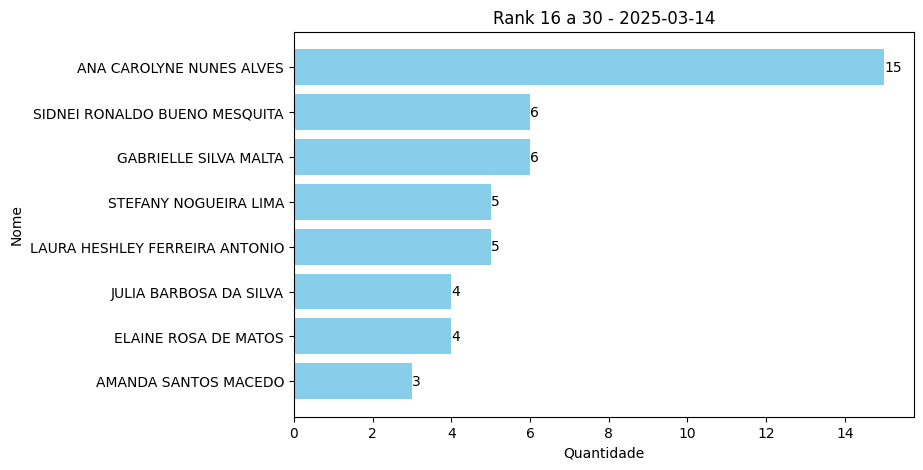 Rank 16 a 30 - 2025-03-14
ANA CAROLYNE NUNES ALVES
15
SIDNEI RONALDO BUENO MESQUITA
6
GABRIELLE SILVA MALTA
6
STEFANY NOGUEIRA LIMA
5
LAURA HESHLEY FERREIRA ANTONIO
5
JULIA BARBOSA DA SILVA
4
ELAINE ROSA DE MATOS
4
AMANDA SANTOS MACEDO
3
Nome
0 2 4 6 8 10 12 14
Quantidade